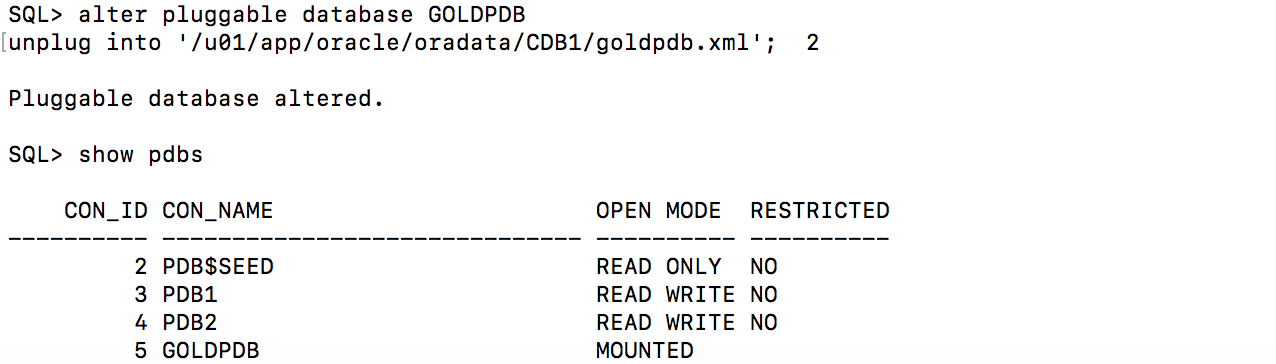 SQL> alter pluggable database GOLDPDB
[unplug into '/u01/app/oracle/oradata/CDB1/goldpdb.xml';  2
Pluggable database altered.
SQL> show pdbs
    CON_ID CON_NAME                       OPEN MODE  RESTRICTED
---------- ------------------------------ ---------- ----------
         2 PDB$SEED                       READ ONLY  NO
         3 PDB1                           READ WRITE NO
         4 PDB2                           READ WRITE NO
         5 GOLDPDB                        MOUNTED